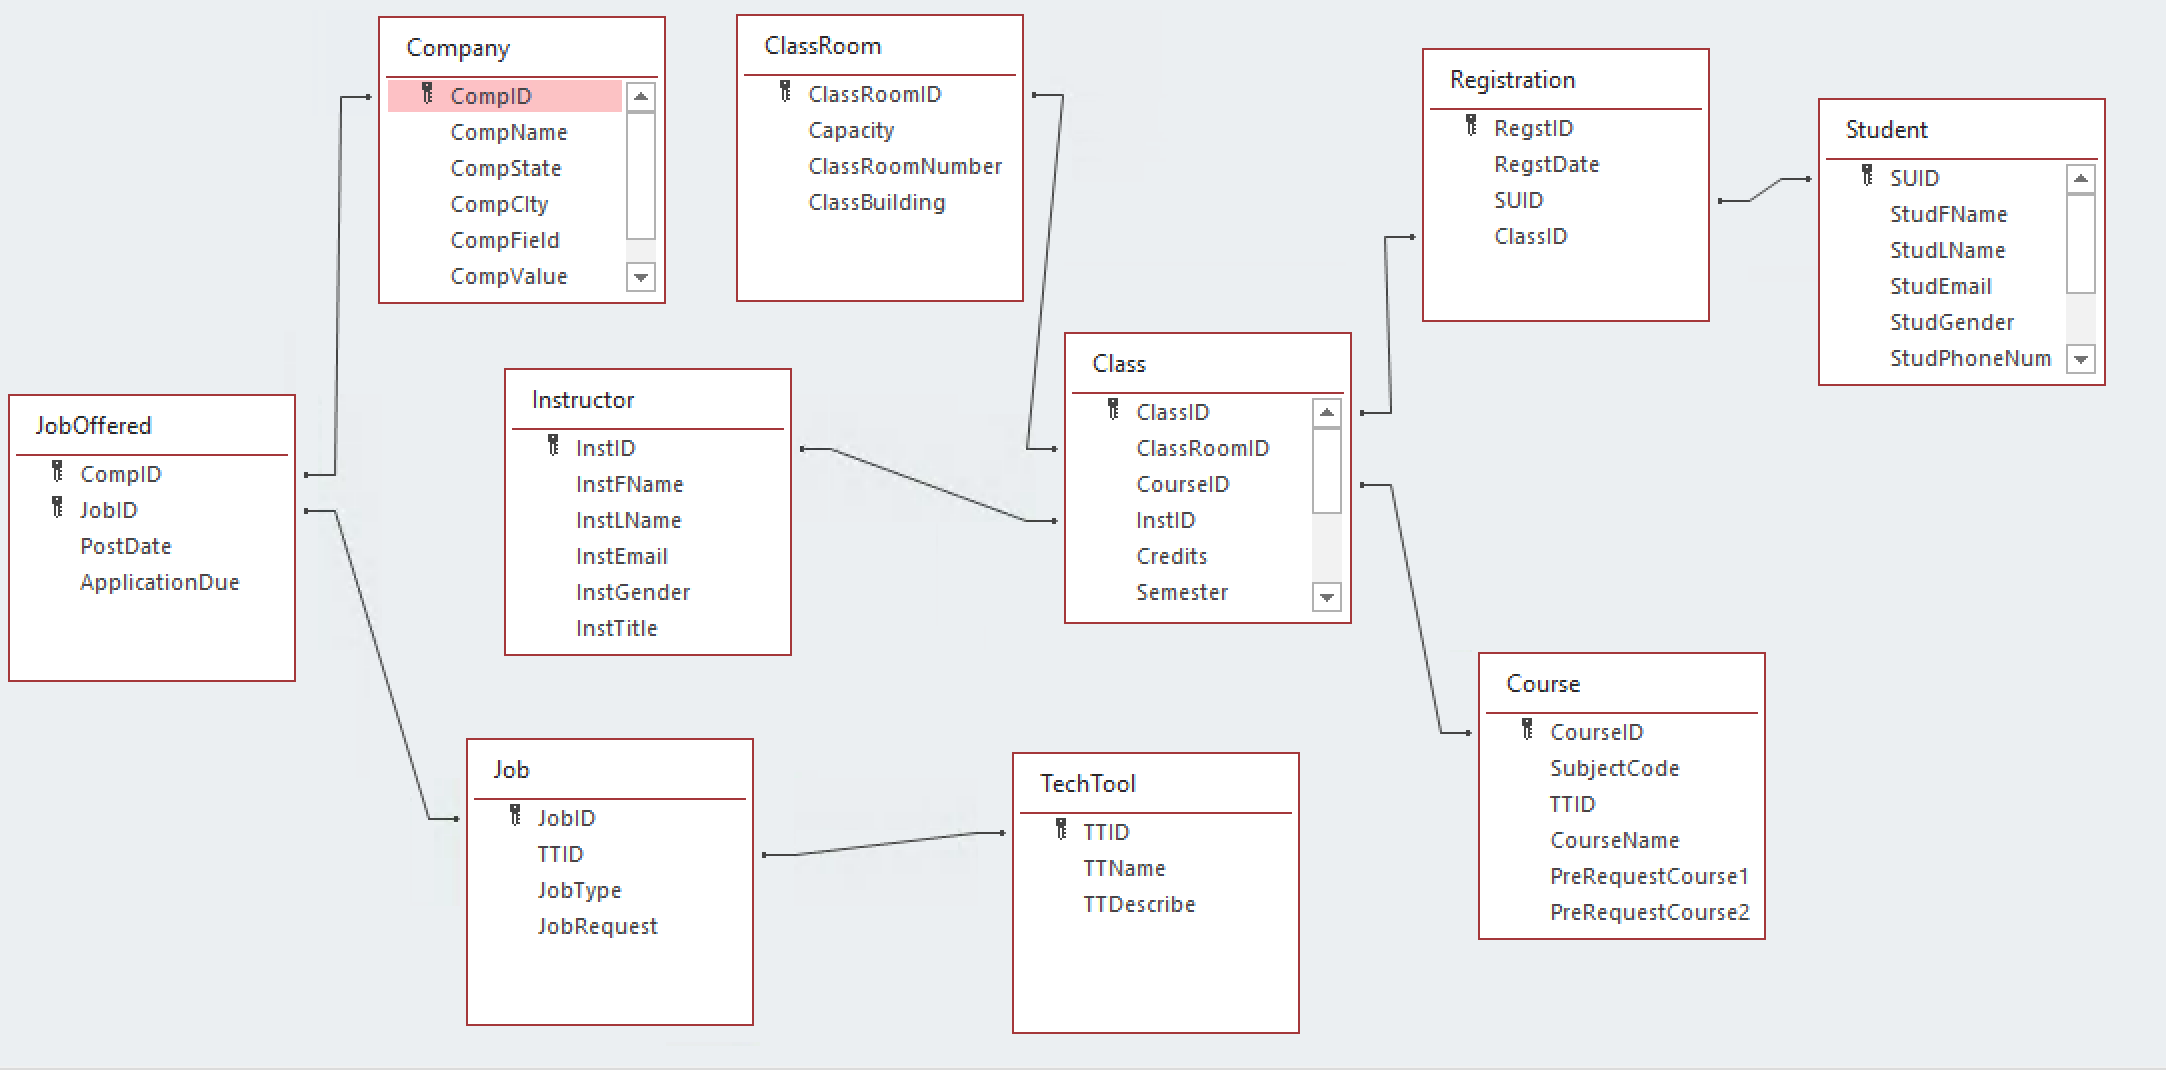 Company
CompID
CompName
CompState
CompCIty
CompField
CompValue
ClassRoom
ClassRoomID
Capacity
ClassRoomNumber
ClassBuilding
Registration
RegstID
RegstDate
SUID
ClassID
Student
SUID
StudFName
StudLName
StudEmail
StudGender
StudPhoneNum
JobOffered
CompID
JobID
PostDate
ApplicationDue
Instructor
InstID
InstFName
InstLName
InstEmail
InstGender
InstTitle
Class
ClassID
ClassRoomID
CourseID
InstID
Credits
Semester
Job
JobID
TTID
JobType
JobRequest
TechTool
TTID
TTName
TTDescribe
Course
CourseID
SubjectCode
TTID
CourseName
PreRequestCourse1
PreRequestCourse2